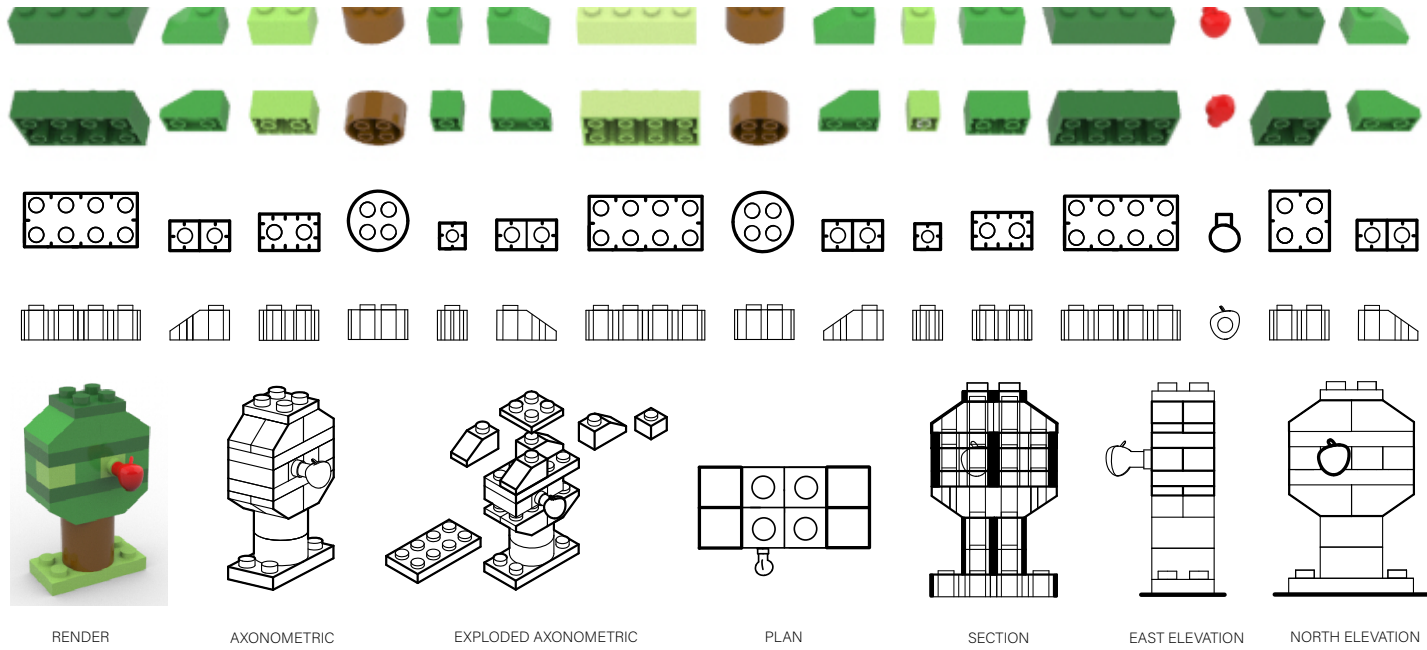 RENDER
AXONOMETRIC
EXPLODED AXONOMETRIC
PLAN
SECTION
EAST ELEVATION
NORTH ELEVATION